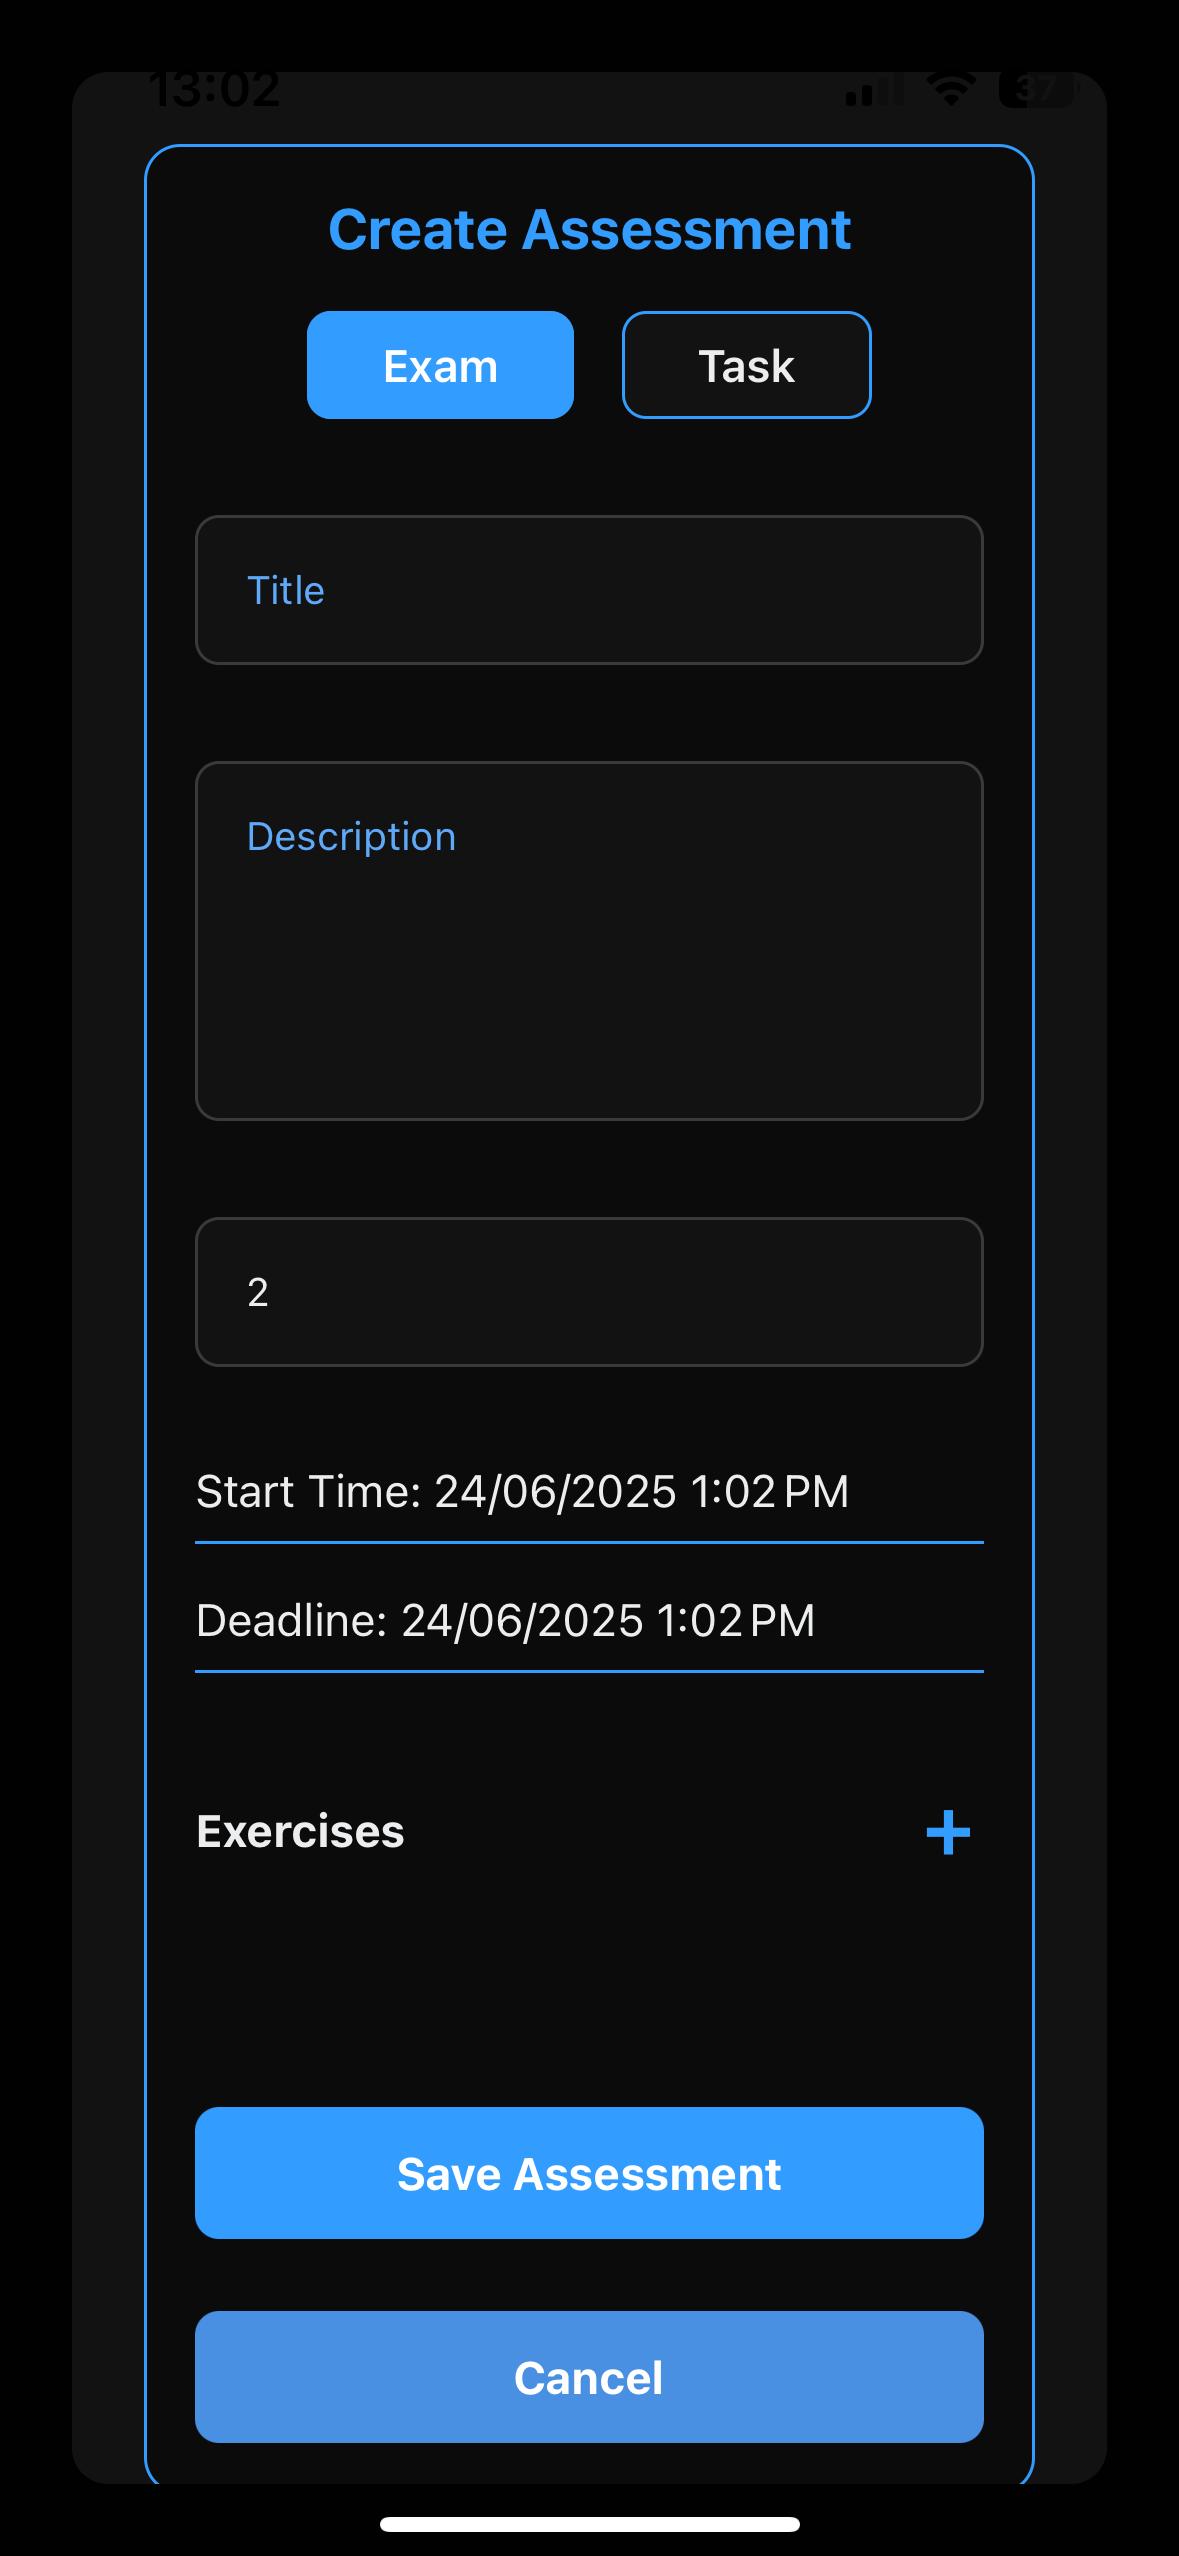 13:02
37
Create Assessment
Exam
Task
Title
Description
2
Start Time: 24/06/2025 1:02 PM
Deadline: 24/06/2025 1:02 PM
Exercises
+
Save Assessment
Cancel